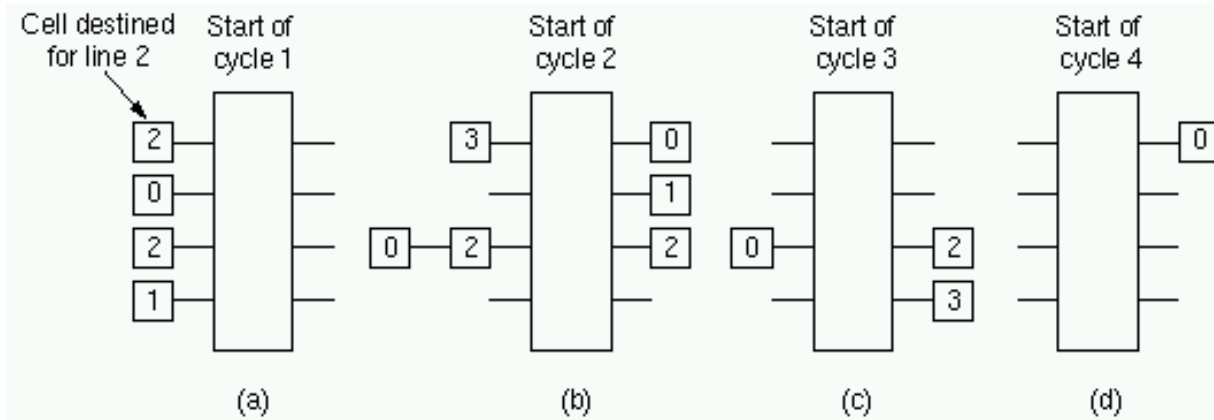 Cell destined
for line 2
Start of
cycle 1
2
0
2
1
(a)
Start of
cycle 2
3
0
1
0
2
2
(b)
Start of
cycle 3
0
2
3
(c)
Start of
cycle 4
0
(d)